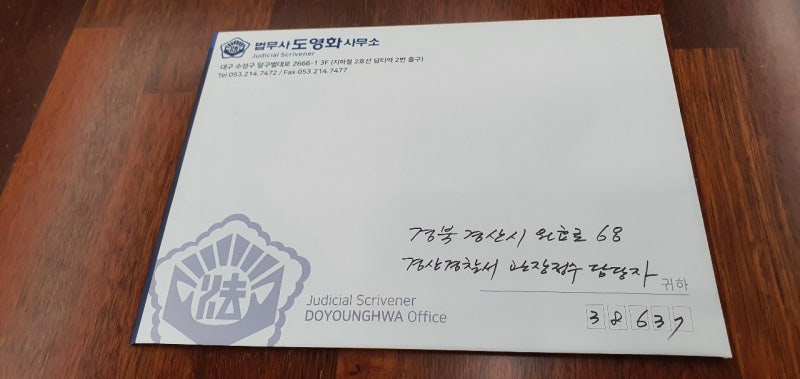 법무사 도영화 사무소
Judicial Scrivener
대구 수성구 달구벌대로 2666-1 3F (지하철 2호선 담티역 2번 출구)
Tel 053.214.7472 / Fax 053.214.7477
경북 경산시 원효로 68
경산경찰서 고소장접수 담당자 귀하
38637
法
Judicial Scrivener
DOYOUNGHWA Office